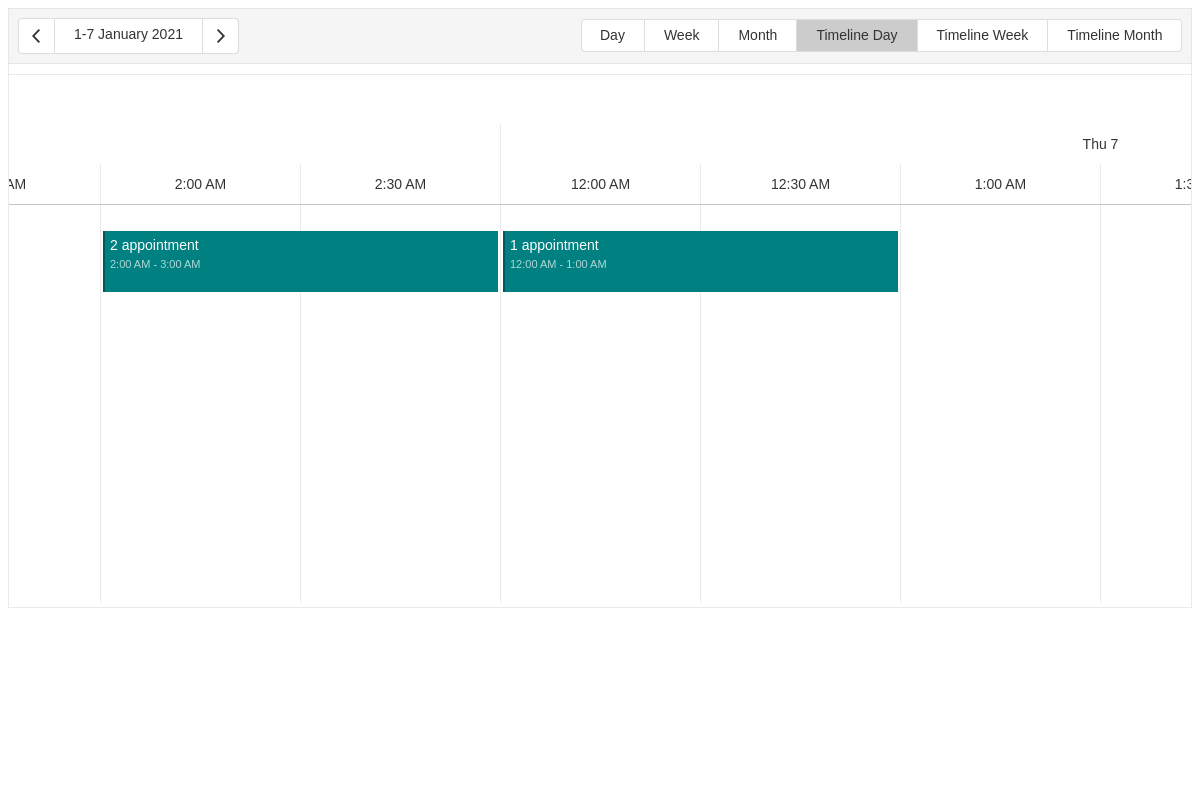 1-7 January 2021
Day Week Month Timeline Day Timeline Week Timeline Month
Thu 7
AM 2:00 AM 2:30 AM 12:00 AM 12:30 AM 1:00 AM 1:3
2 appointment
2:00 AM - 3:00 AM
1 appointment
12:00 AM - 1:00 AM